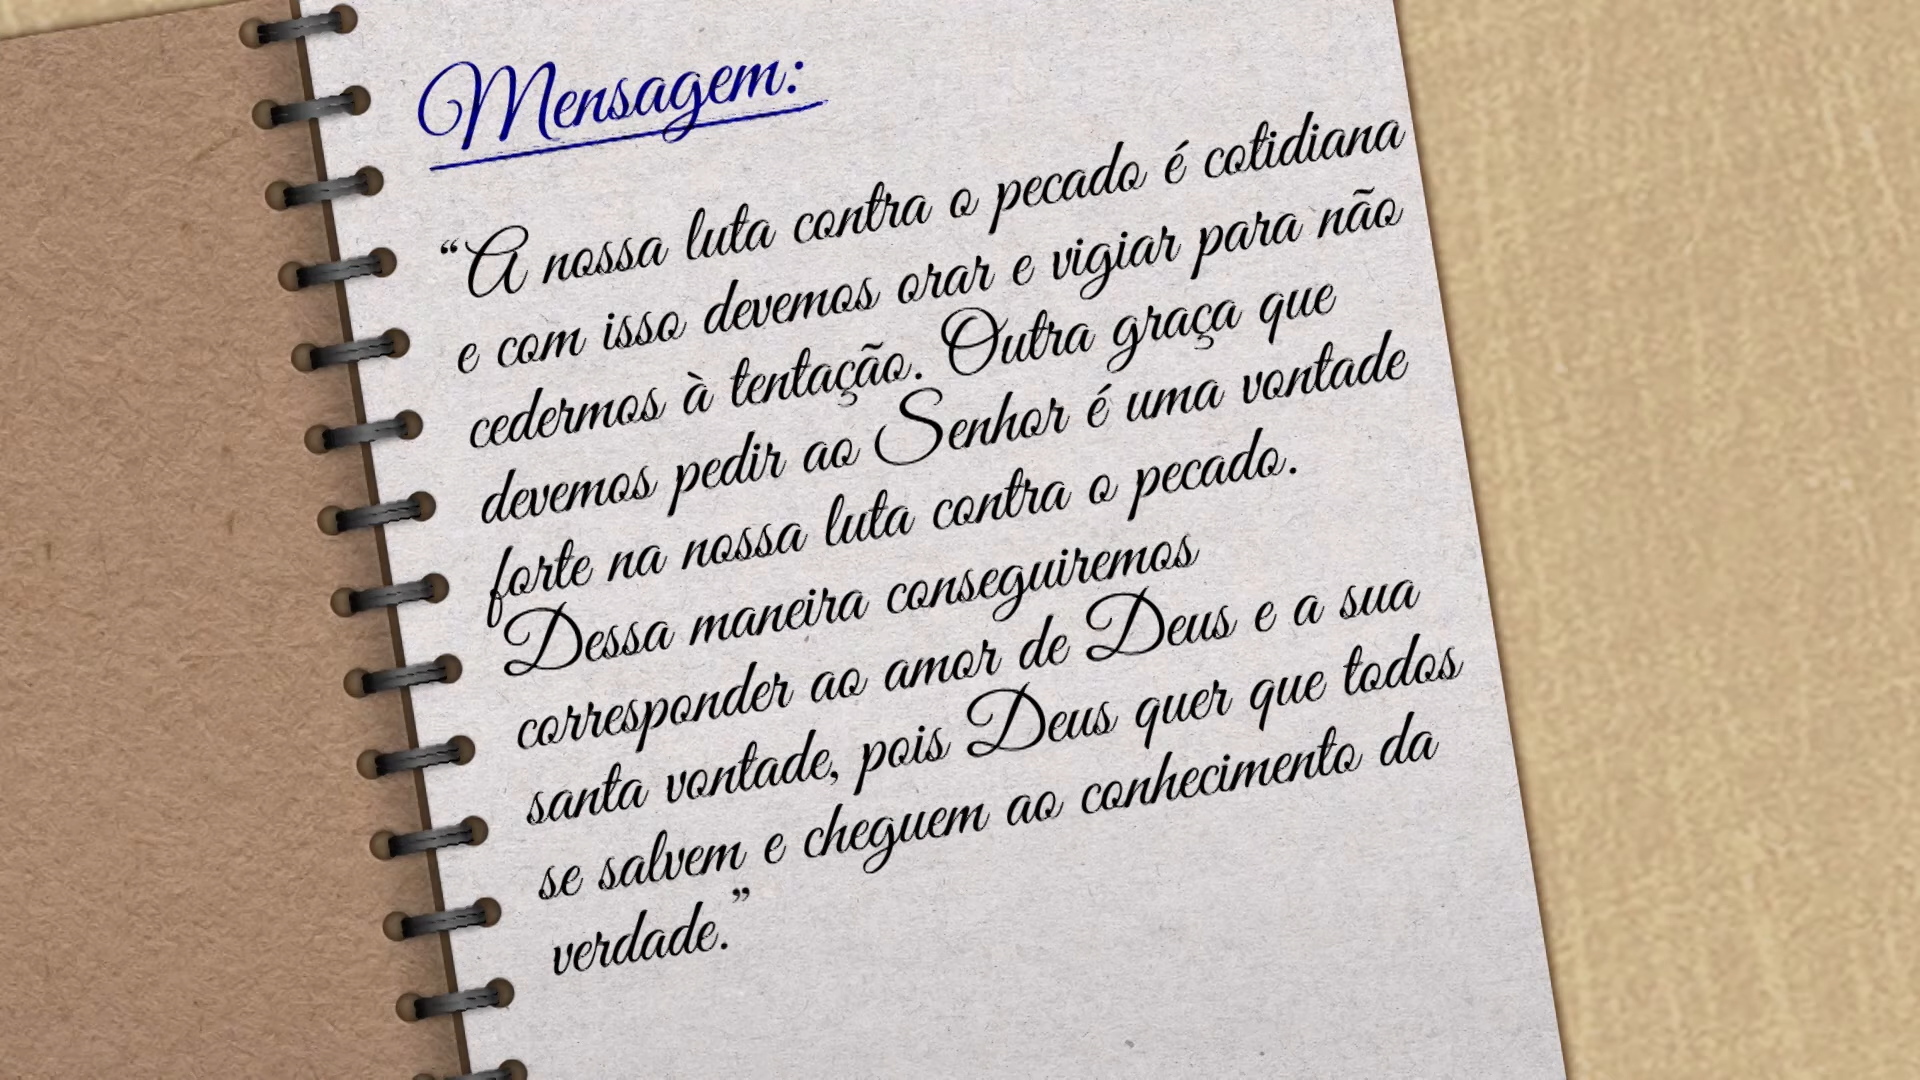 Mensagem:
“A nossa luta contra o pecado é cotidiana
e com isso devemos orar e vigiar para não
cedermos à tentação. Outra graça que
devemos pedir ao Senhor é uma vontade
forte na nossa luta contra o pecado.
Dessa maneira conseguiremos
corresponder ao amor de Deus e a sua
santa vontade, pois Deus quer que todos
se salvem e cheguem ao conhecimento da
verdade.”